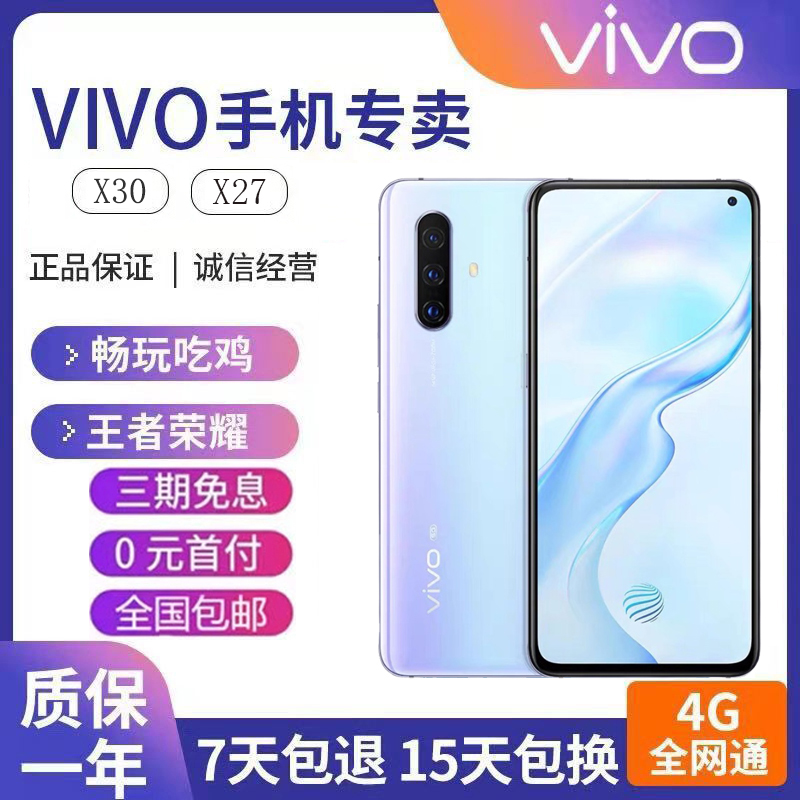 vivo
VIVO手机专卖
X30 X27
正品保证 | 诚信经营
> 畅玩吃鸡
> 王者荣耀
三期免息
0 元首付
全国包邮
vivo
质保
一年
7天包退 15天包换
4G
全网通